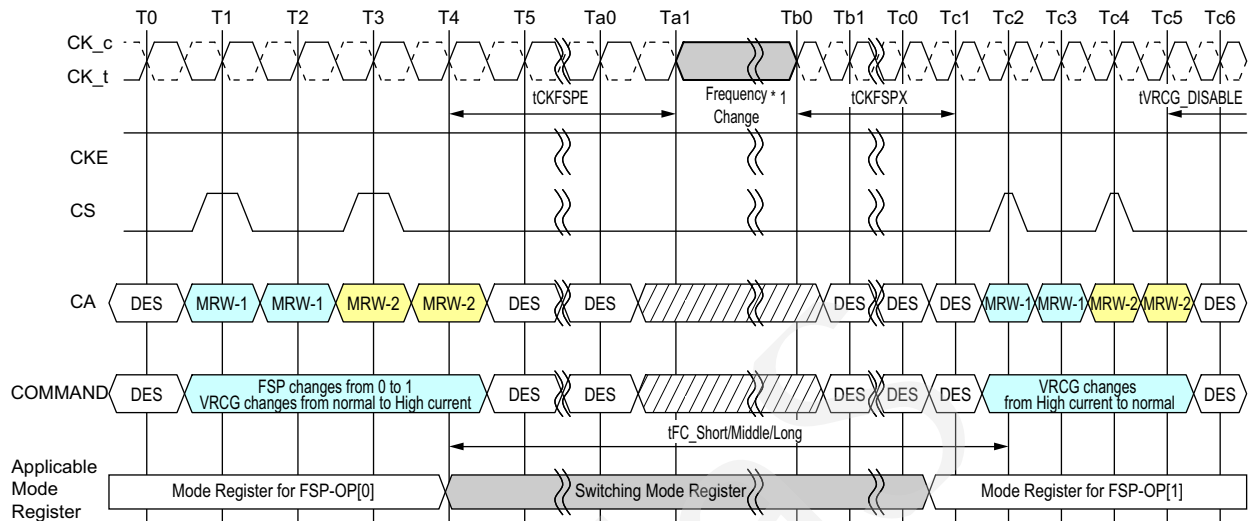 T0 T1 T2 T3 T4 T5 Ta0 Ta1 Tb0 Tb1 Tc0 Tc1 Tc2 Tc3 Tc4 Tc5 Tc6
CK_c
CK_t
tCKFSPE
Frequency * 1
Change
tCKFSPX
tVRCG_DISABLE
CKE
CS
CA DES MRW-1 MRW-1 MRW-2 MRW-2 DES DES DES DES DES MRW-1 MRW-1 MRW-2 MRW-2 DES
COMMAND DES
FSP changes from 0 to 1
VRCG changes from normal to High current
DES DES DES DES DES
VRCG changes
from High current to normal
DES
tFC_Short/Middle/Long
Applicable
Mode
Register
Mode Register for FSP-OP[0]
Switching Mode Register
Mode Register for FSP-OP[1]